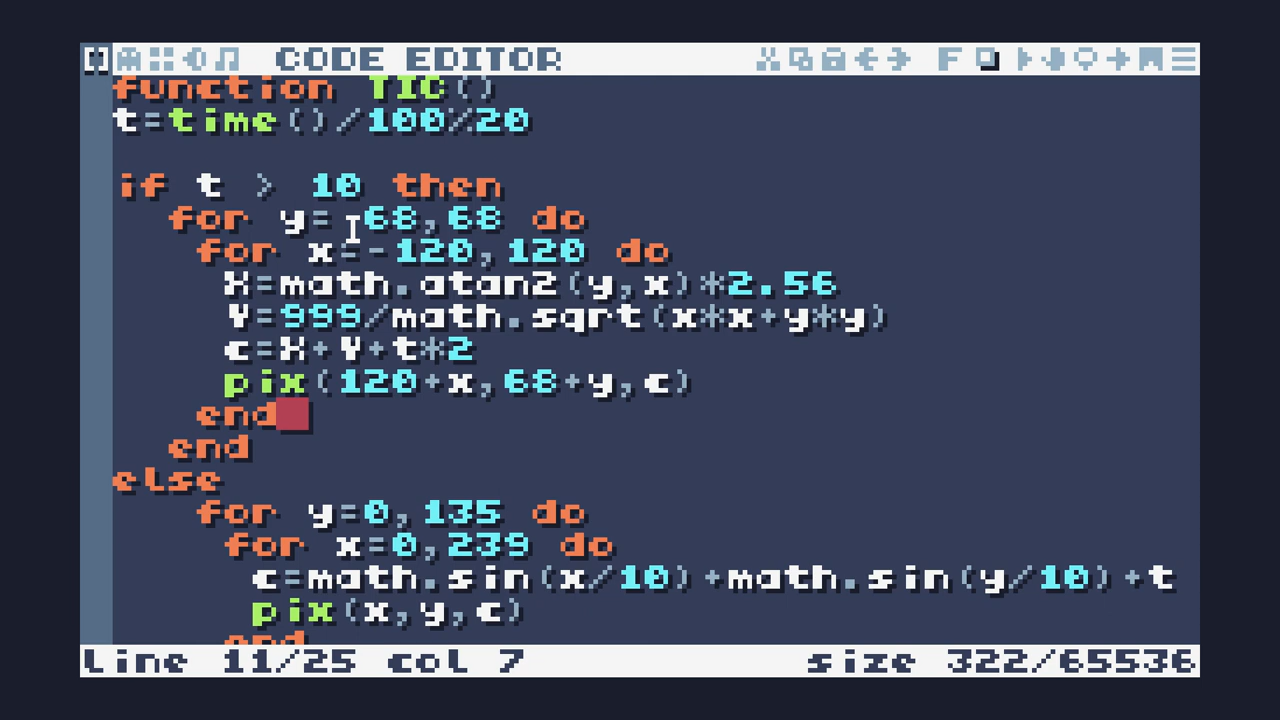 CODE EDITOR F
function TIC()
t=time()/100%20
if t > 10 then
for y=-68,68 do
for x=-120,120 do
X=math.atan2(y,x)*2.56
Y=999/math.sqrt(x*x+y*y)
c=X+Y+t*2
pix(120+x,68+y,c)
end
end
else
for y=0,135 do
for x=0,239 do
c=math.sin(x/10)+math.sin(y/10)+t
pix(x,y,c)
end
line 11/25 col 7 size 322/65536